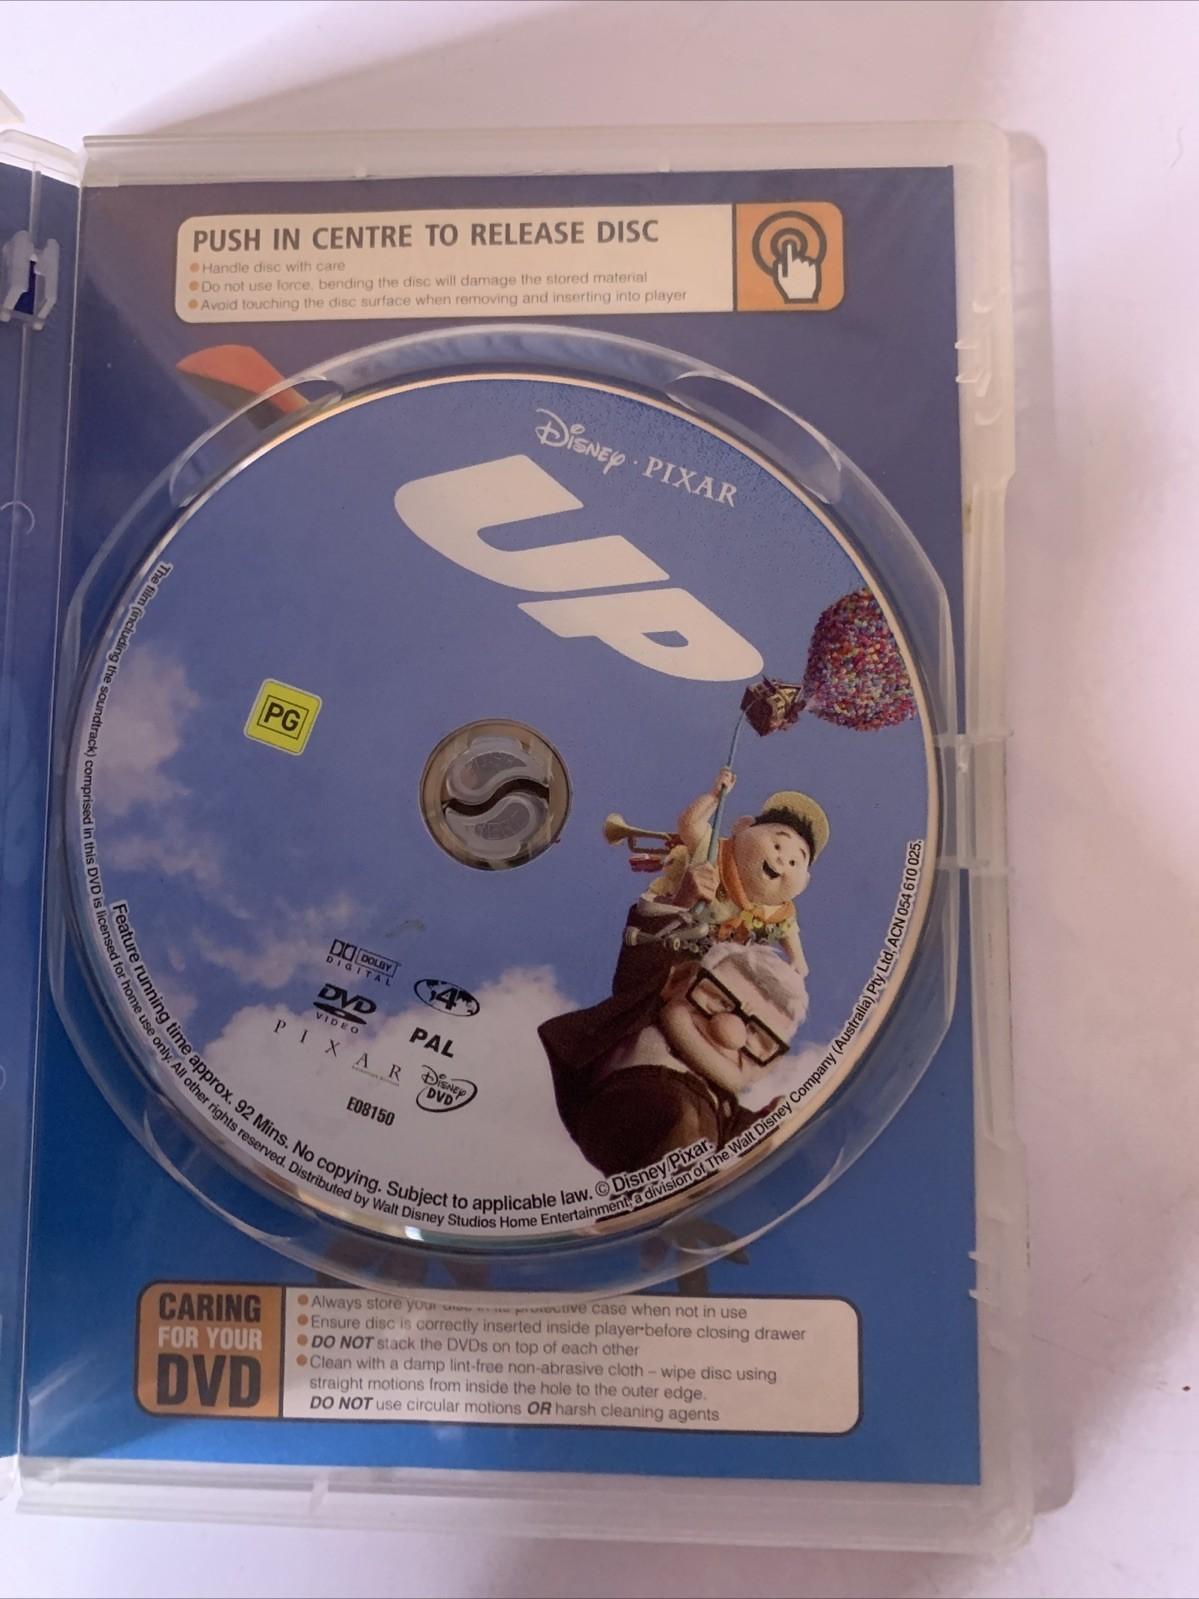 PUSH IN CENTRE TO RELEASE DISC
Handle disc with care
Do not use force, bending the disc will damage the stored material
Avoid touching the disc surface when removing and inserting into player
DISNEY · PIXAR
UP
PG
DOLBY
DIGITAL
DVD
VIDEO
4
PAL
PIXAR
DISNEY
DVD
E08150
Feature running time approx. 92 Mins. No copying. Subject to applicable law. © Disney/Pixar.
The film (including the soundtrack) comprised in this DVD is licensed for home use only. All other rights reserved. Distributed by Walt Disney Studios Home Entertainment, a division of The Walt Disney Company (Australia) Pty Ltd, ACN 054 610 025.
CARING
FOR YOUR
DVD
Always store your disc in its protective case when not in use
Ensure disc is correctly inserted inside player before closing drawer
DO NOT stack the DVDs on top of each other
Clean with a damp lint-free non-abrasive cloth – wipe disc using
straight motions from inside the hole to the outer edge.
DO NOT use circular motions OR harsh cleaning agents